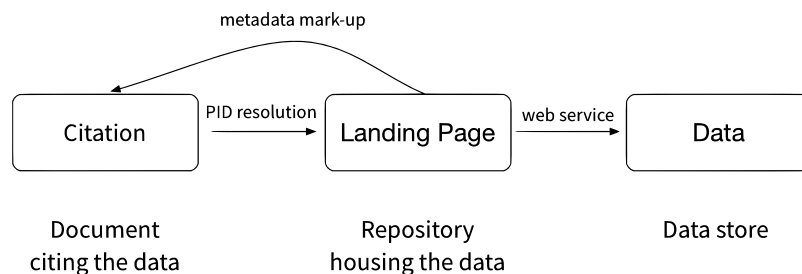 metadata mark-up
Citation
PID resolution
Landing Page
web service
Data
Document
citing the data
Repository
housing the data
Data store